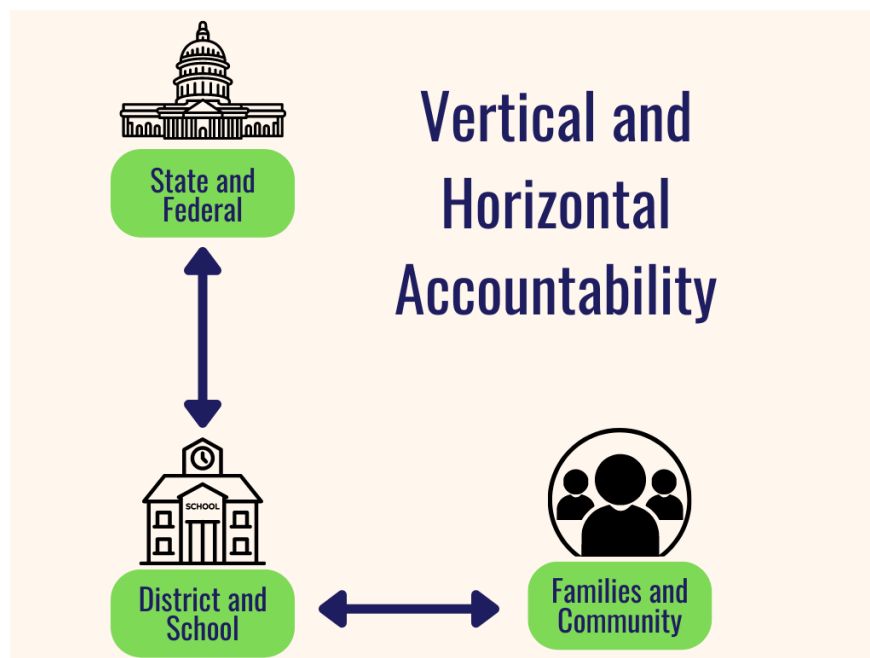 Vertical and
Horizontal
Accountability
State and
Federal
SCHOOL
District and
School
Families and
Community